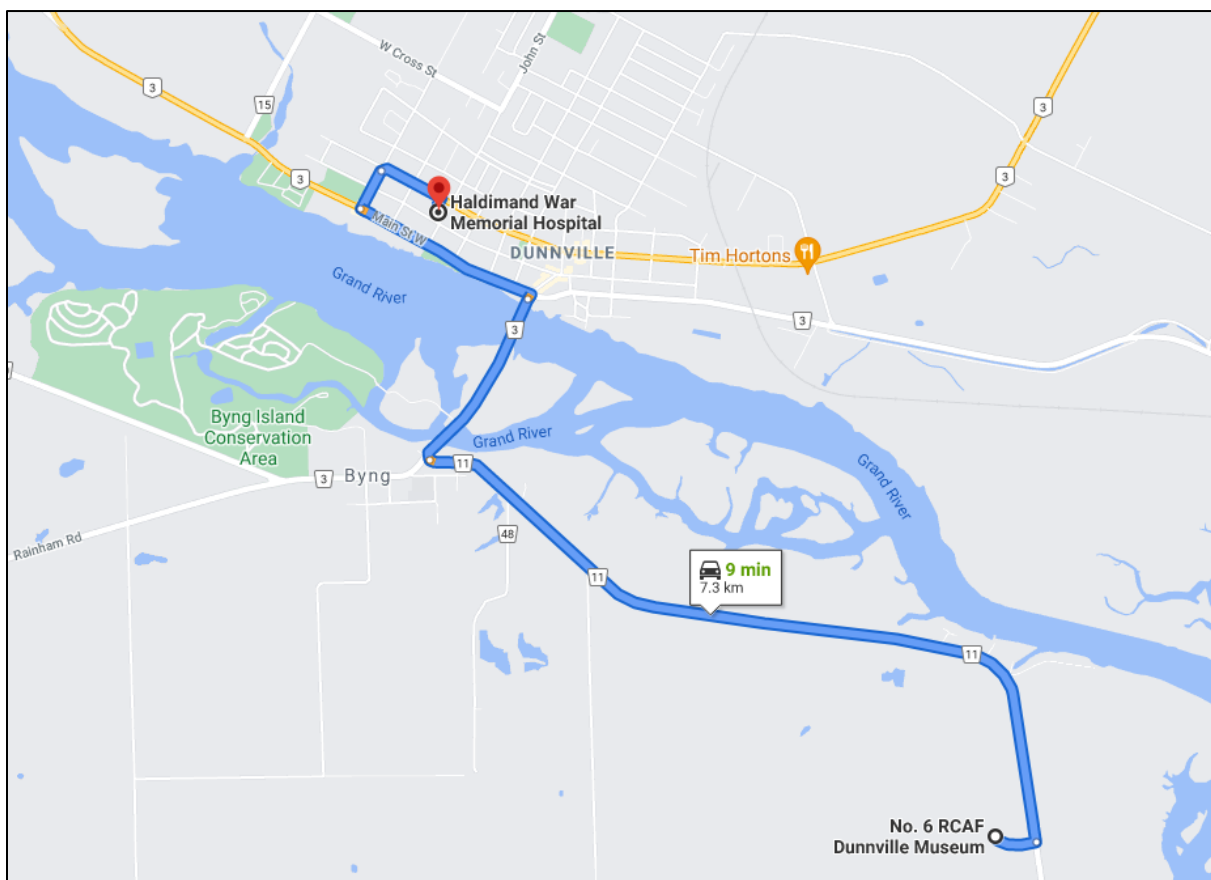 3
W Cross St
John St
15
3
3
3
Haldimand War
Memorial Hospital
Main St W
DUNNVILLE
Tim Hortons
Grand River
3
3
Byng Island
Conservation
Area
Grand River
11
Byng
3
Grand River
Rainham Rd
48
11
9 min
7.3 km
11
No. 6 RCAF
Dunnville Museum